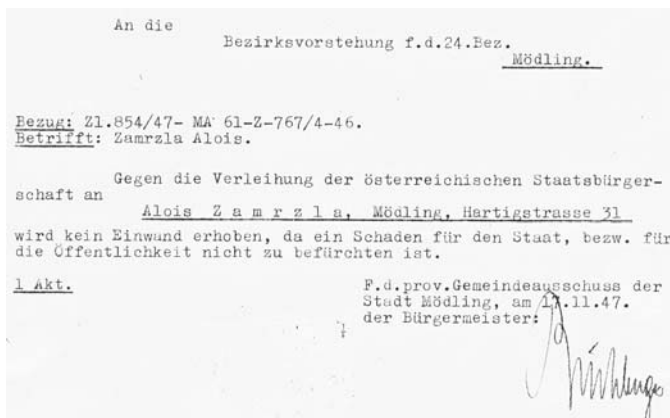 An die
Bezirksvorstehung f.d.24.Bez.
Mödling.
Bezug: Zl.854/47- MA 61-Z-767/4-46.
Betrifft: Zamrzla Alois.
Gegen die Verleihung der österreichischen Staatsbürger-
schaft an
Alois Z a m r z l a, Mödling, Hartigstrasse 31
wird kein Einwand erhoben, da ein Schaden für den Staat, bezw. für
die Öffentlichkeit nicht zu befürchten ist.
1 Akt.
F.d.prov.Gemeindeausschuss der
Stadt Mödling, am .11.47.
der Bürgermeister: